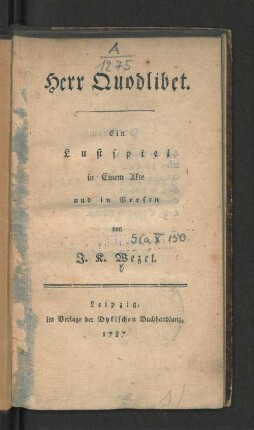 A
1275
Herr Quodlibet.
Ein
Lustspiel
in Einem Akte
und in Versen
von
J. K. Wezel.
Leipzig,
im Verlage der Dykischen Buchhandlung,
1787.